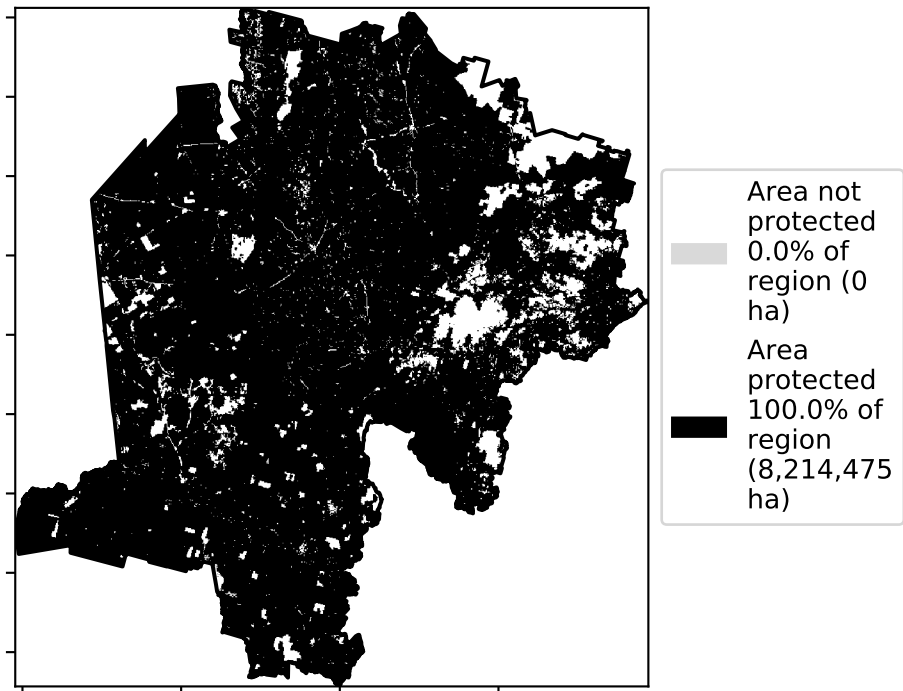 Area not
protected
0.0% of
region (0
ha)
Area
protected
100.0% of
region
(8,214,475
ha)